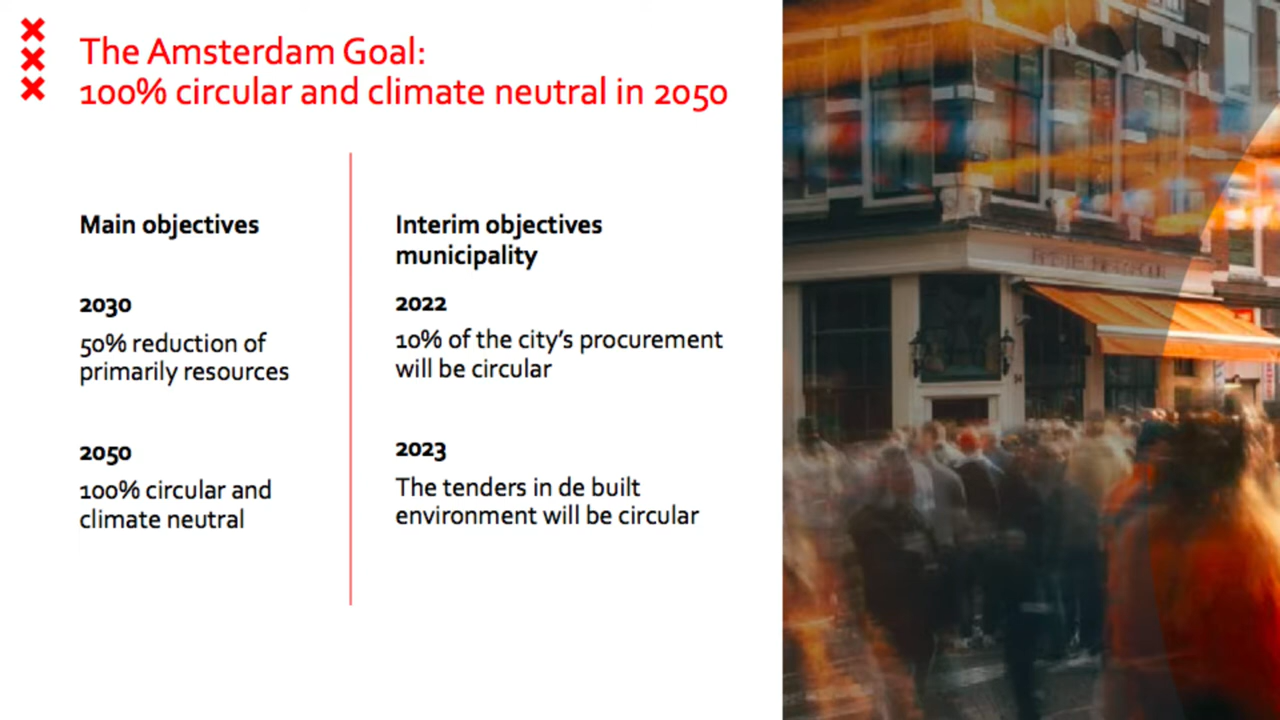 The Amsterdam Goal:
100% circular and climate neutral in 2050
Main objectives
2030
50% reduction of
primarily resources
2050
100% circular and
climate neutral
Interim objectives
municipality
2022
10% of the city's procurement
will be circular
2023
The tenders in de built
environment will be circular